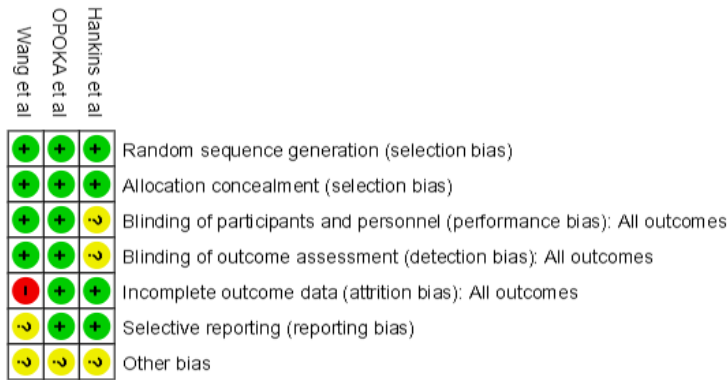 Wang et al
OPOKA et al
Hankins et al
+ + + Random sequence generation (selection bias)
+ + + Allocation concealment (selection bias)
+ + ? Blinding of participants and personnel (performance bias): All outcomes
+ + ? Blinding of outcome assessment (detection bias): All outcomes
- + + Incomplete outcome data (attrition bias): All outcomes
? + + Selective reporting (reporting bias)
? ? ? Other bias